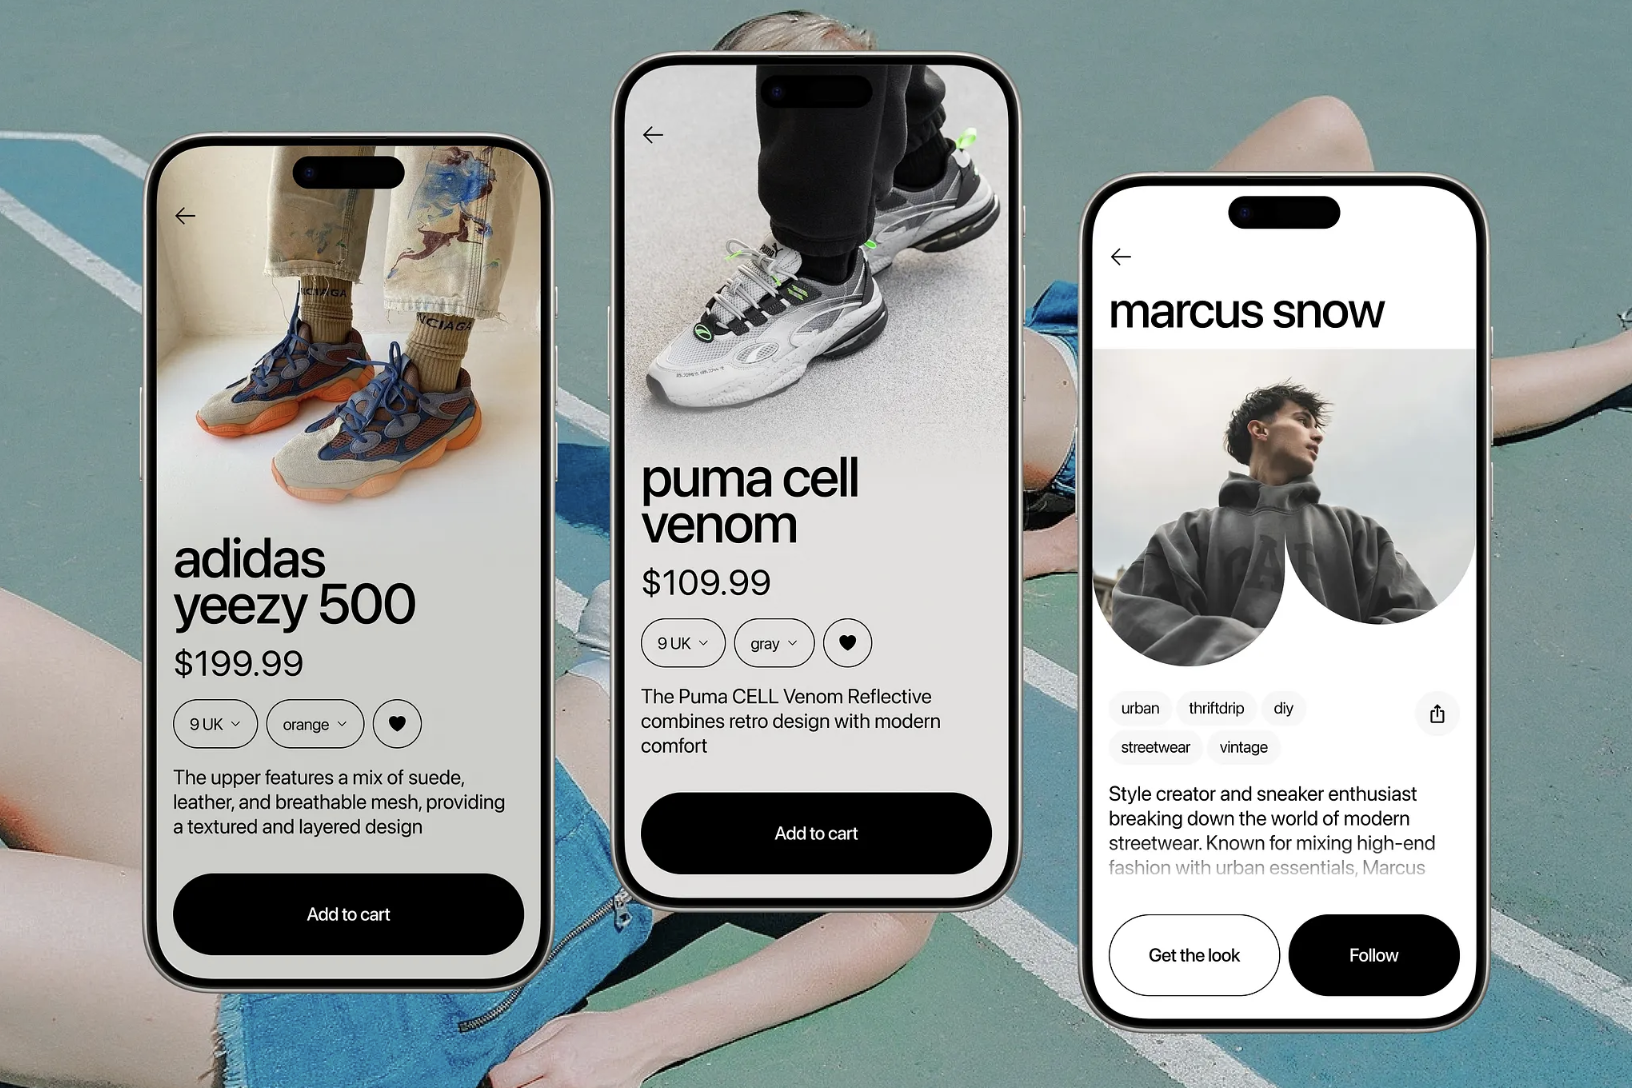 NCIAGA
NCIAGA
adidas
yeezy 500
$199.99
9 UK
orange
The upper features a mix of suede,
leather, and breathable mesh, providing
a textured and layered design
Add to cart
puma cell
venom
$109.99
9 UK
gray
The Puma CELL Venom Reflective
combines retro design with modern
comfort
Add to cart
marcus snow
urban
thriftdrip
diy
streetwear
vintage
Style creator and sneaker enthusiast
breaking down the world of modern
streetwear. Known for mixing high-end
fashion with urban essentials, Marcus
Get the look
Follow